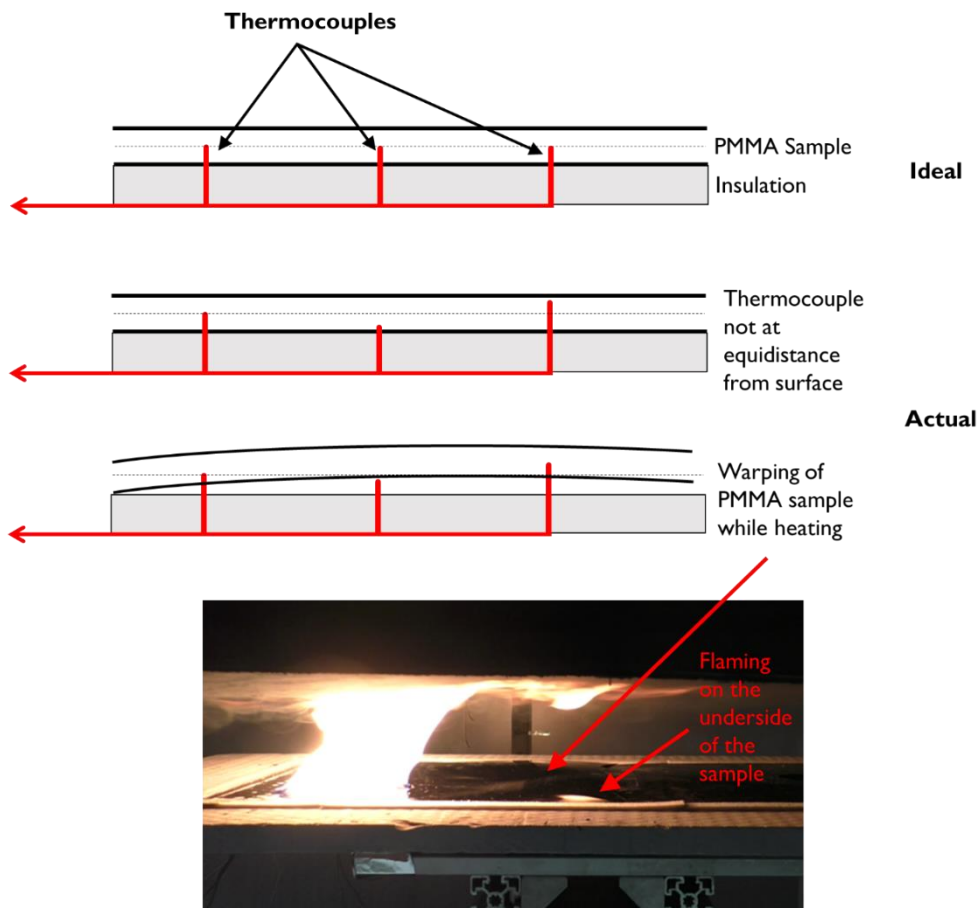 Thermocouples
PMMA Sample
Insulation
Ideal
Thermocouple
not at
equidistance
from surface
Actual
Warping of
PMMA sample
while heating
Flaming
on the
underside
of the
sample